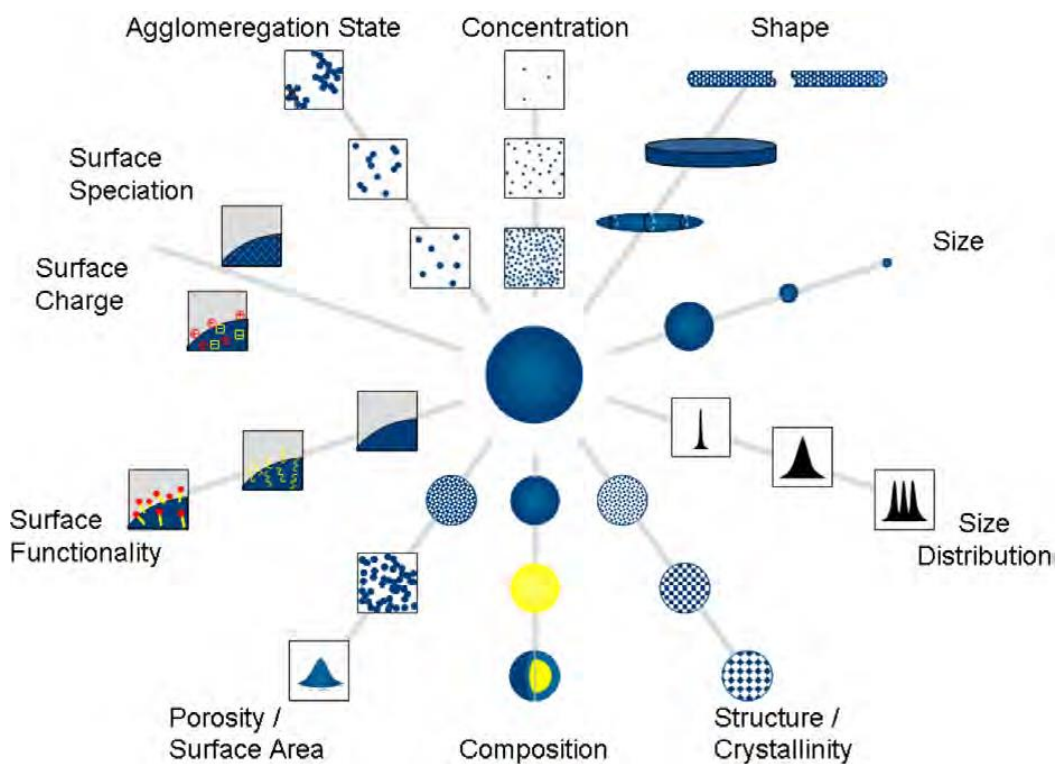 Agglomeregation State
Concentration
Shape
Surface
Speciation
Surface
Charge
Size
Surface
Functionality
Size
Distribution
Porosity /
Surface Area
Composition
Structure /
Crystallinity